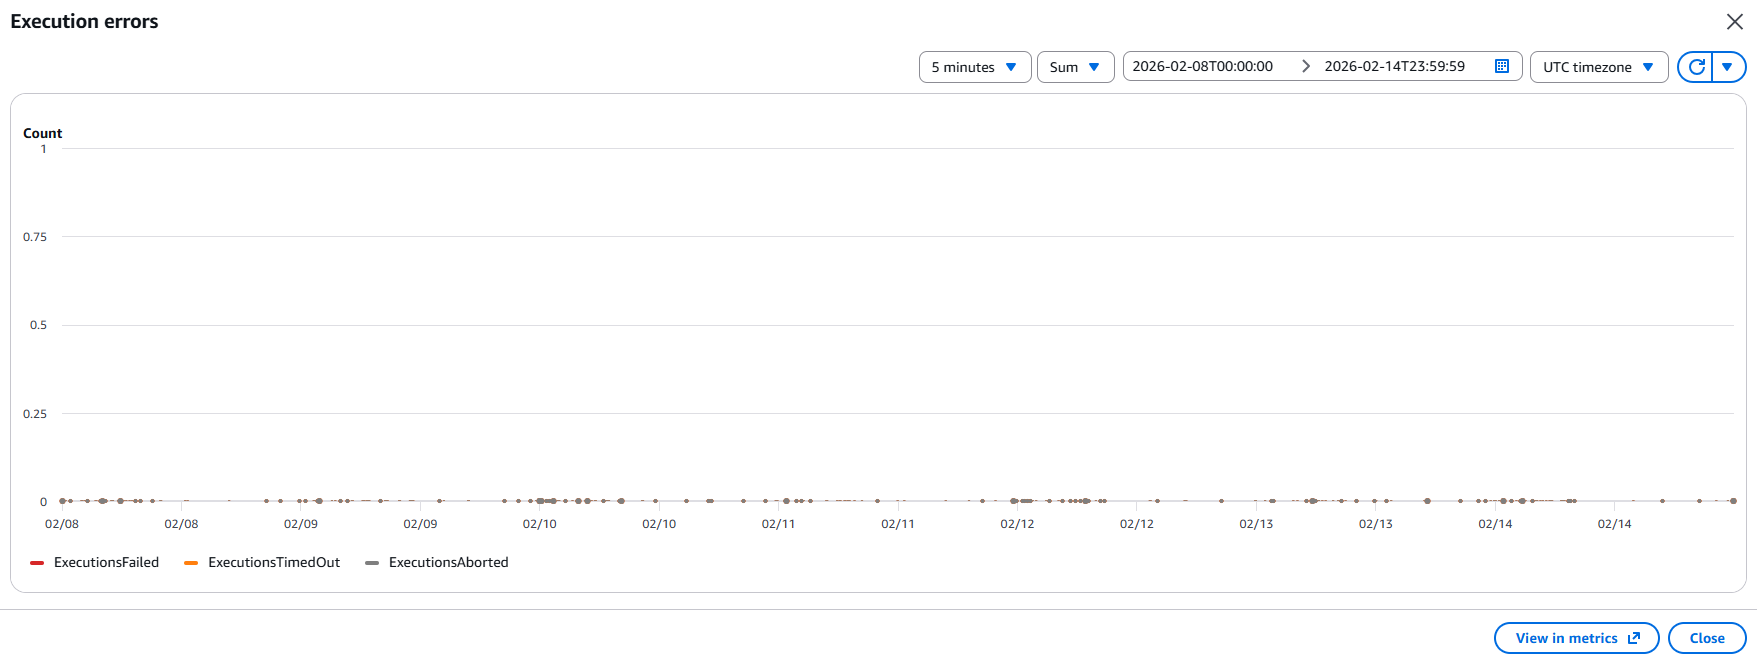 Execution errors
5 minutes
Sum
2026-02-08T00:00:00
2026-02-14T23:59:59
UTC timezone
Count
1
0.75
0.5
0.25
0
02/08 02/08 02/09 02/09 02/10 02/10 02/11 02/11 02/12 02/12 02/13 02/13 02/14 02/14
ExecutionsFailed ExecutionsTimedOut ExecutionsAborted
View in metrics
Close